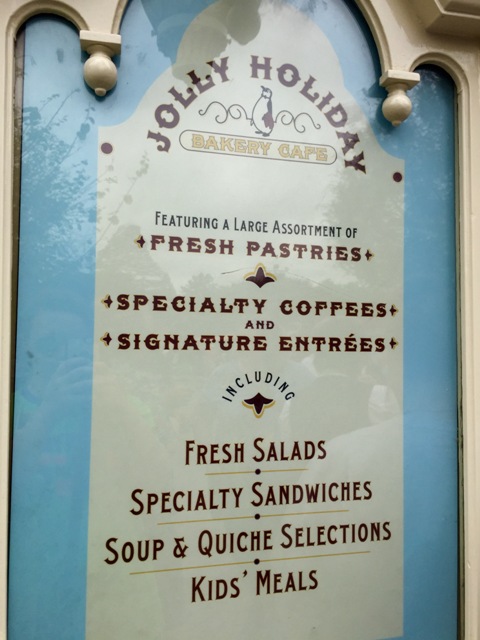 JOLLY HOLIDAY
BAKERY CAFE
FEATURING A LARGE ASSORTMENT OF
FRESH PASTRIES
SPECIALTY COFFEES
AND
SIGNATURE ENTRÉES
INCLUDING
FRESH SALADS
SPECIALTY SANDWICHES
SOUP & QUICHE SELECTIONS
KIDS' MEALS